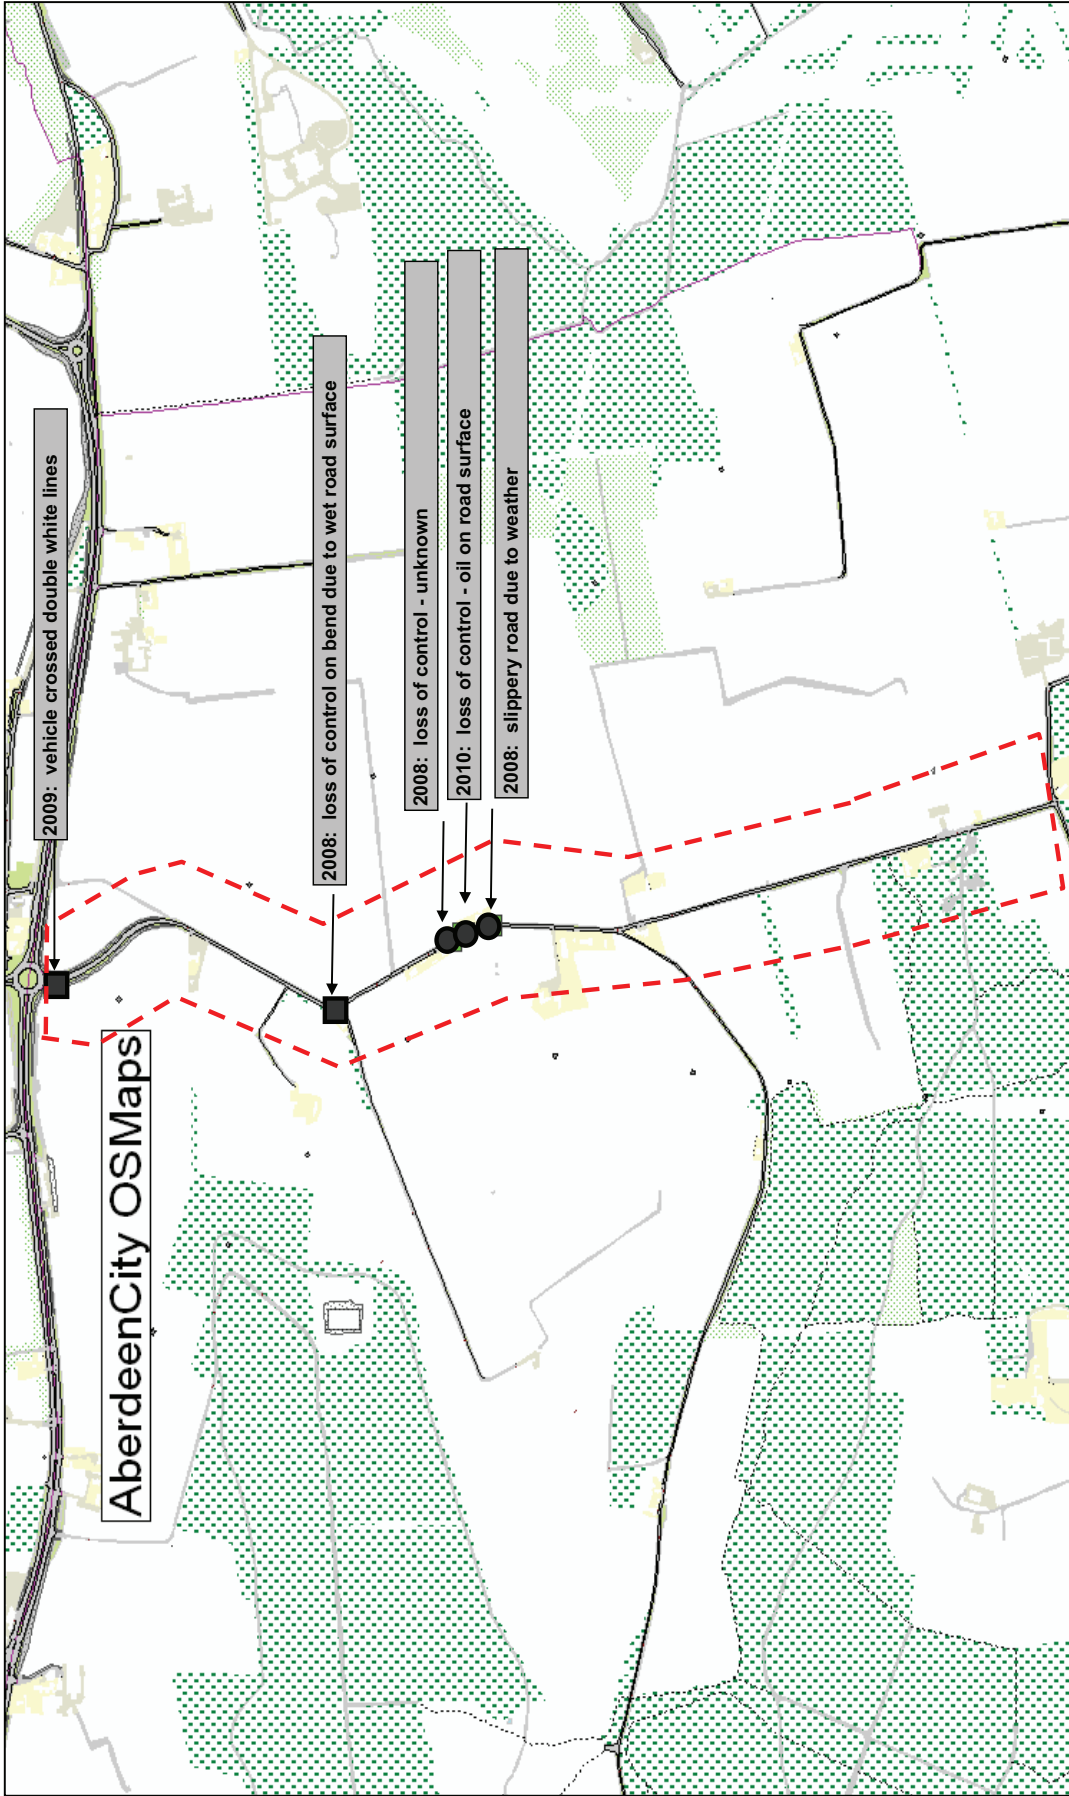 2009: vehicle crossed double white lines
2008: loss of control on bend due to wet road surface
2008: loss of control - unknown
2010: loss of control - oil on road surface
2008: slippery road due to weather
AberdeenCity OSMaps